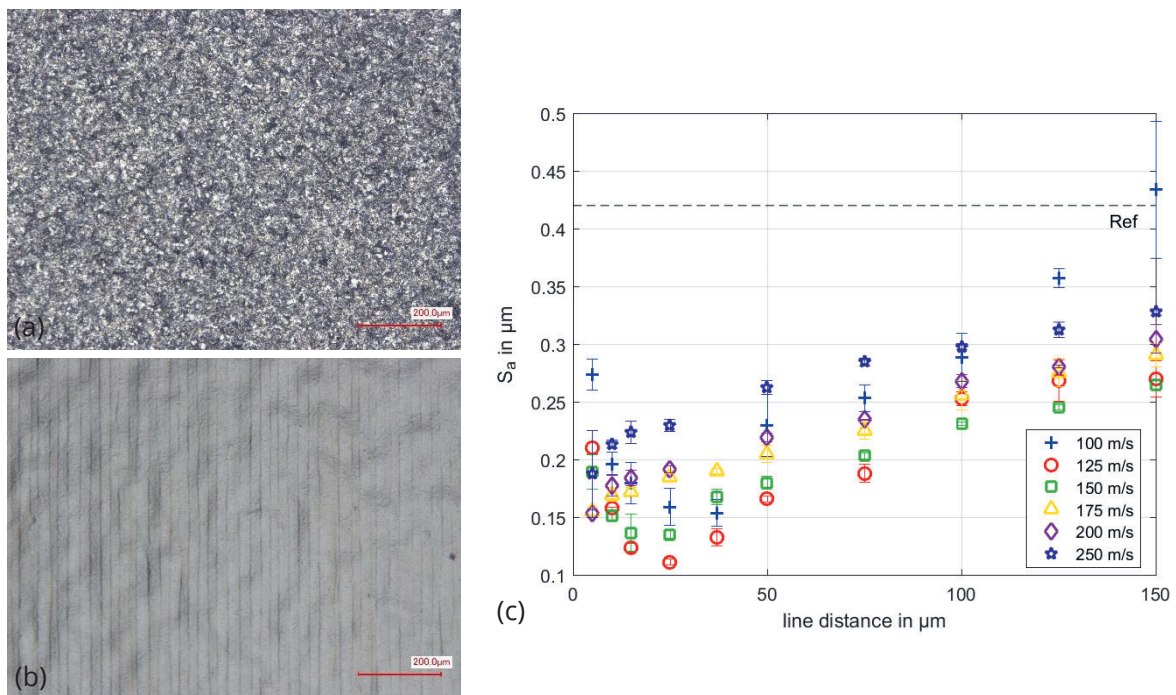 200.0µm
(a)
200.0µm
(b)
0.5
0.45
0.4
0.35
0.3
0.25
0.2
0.15
0.1
Sa in µm
0
50
100
150
line distance in µm
Ref
100 m/s
125 m/s
150 m/s
175 m/s
200 m/s
250 m/s
(c)